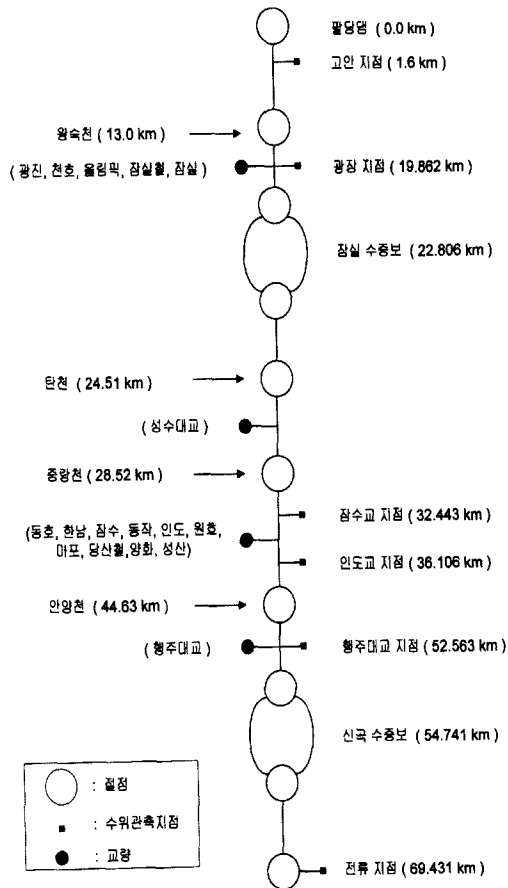 팔당댐 ( 0.0 km )
고안 지점 ( 1.6 km )
왕숙천 ( 13.0 km )
( 광진, 천호, 올림픽, 잠실철, 잠실 )
광장 지점 ( 19.862 km )
잠실 수중보 ( 22.806 km )
탄천 ( 24.51 km )
( 성수대교 )
중랑천 ( 28.52 km )
잠수교 지점 ( 32.443 km )
(동호, 한남, 잠수, 동작, 인도, 원효,
마포, 당산철,양화, 성산)
인도교 지점 ( 36.106 km )
안양천 ( 44.63 km )
( 행주대교 )
행주대교 지점 ( 52.563 km )
신곡 수중보 ( 54.741 km )
: 절점
: 수위관측지점
: 교량
전류 지점 ( 69.431 km )